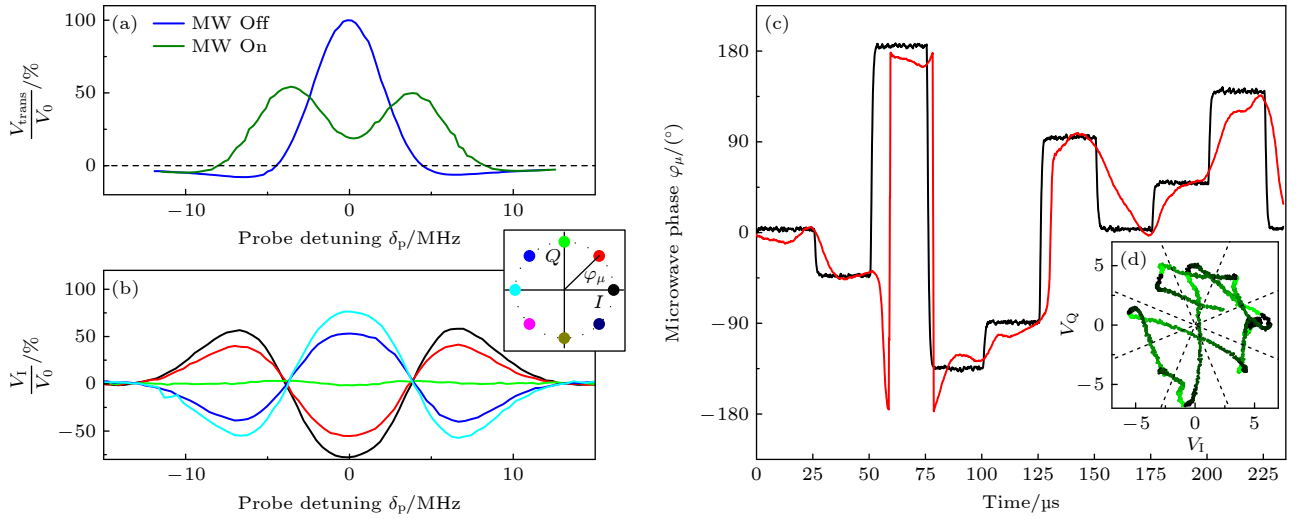 (a)
MW Off
MW On
V_trans/V_0/%
100
50
0
−10
0
10
Probe detuning δ_p/MHz
(b)
V_I/V_0/%
100
50
0
−50
−10
0
10
Probe detuning δ_p/MHz
Q
φ_μ
I
(c)
Microwave phase φ_μ/(°)
180
90
0
−90
−180
0
25
50
75
100
125
150
175
200
225
Time/µs
(d)
V_Q
5
0
−5
−5
0
5
V_I